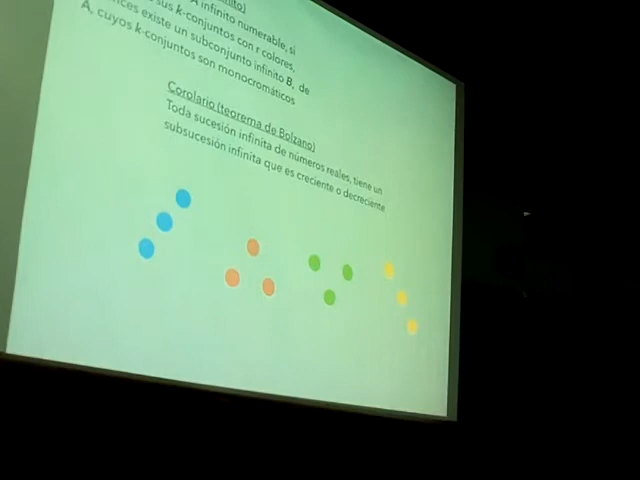 A infinito numerable, si
sus k-conjuntos con r colores,
existe un subconjunto infinito B, de
A, cuyos k-conjuntos son monocromáticos
Corolario (teorema de Bolzano)
Toda sucesión infinita de números reales, tiene un
subsucesión infinita que es creciente o decreciente